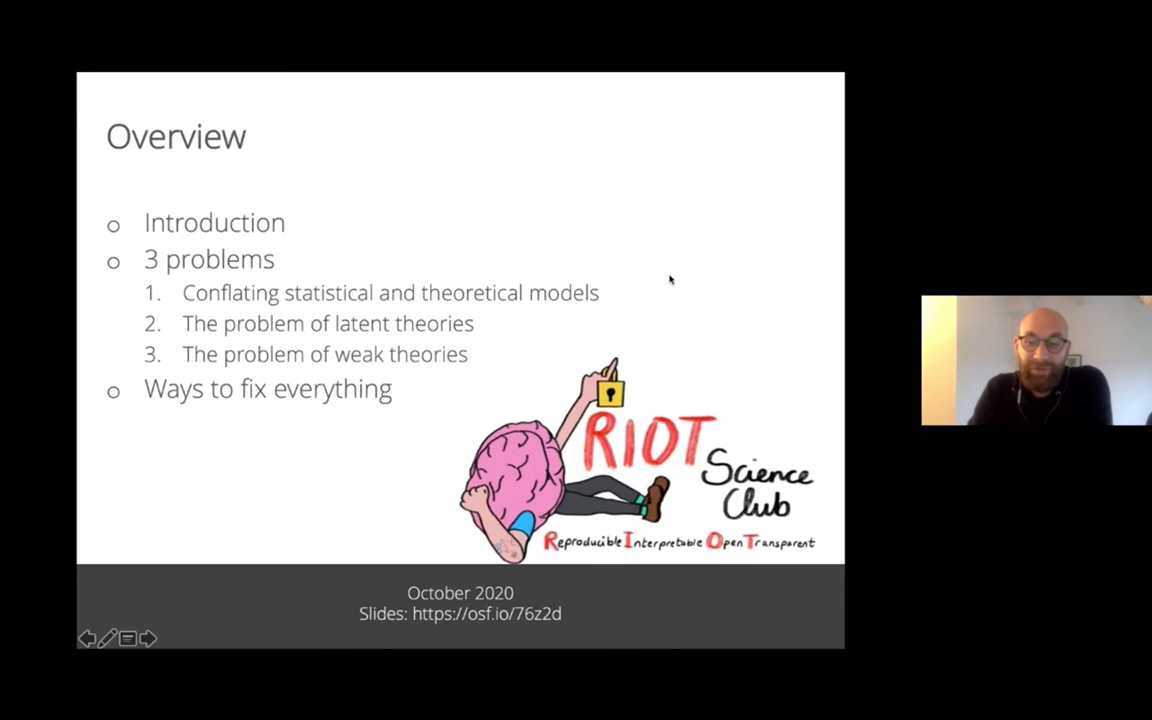 Overview
o Introduction
o 3 problems
1. Conflating statistical and theoretical models
2. The problem of latent theories
3. The problem of weak theories
o Ways to fix everything
RIOT
Science
Club
Reproducible Interpretable Open Transparent
October 2020
Slides: https://osf.io/76z2d